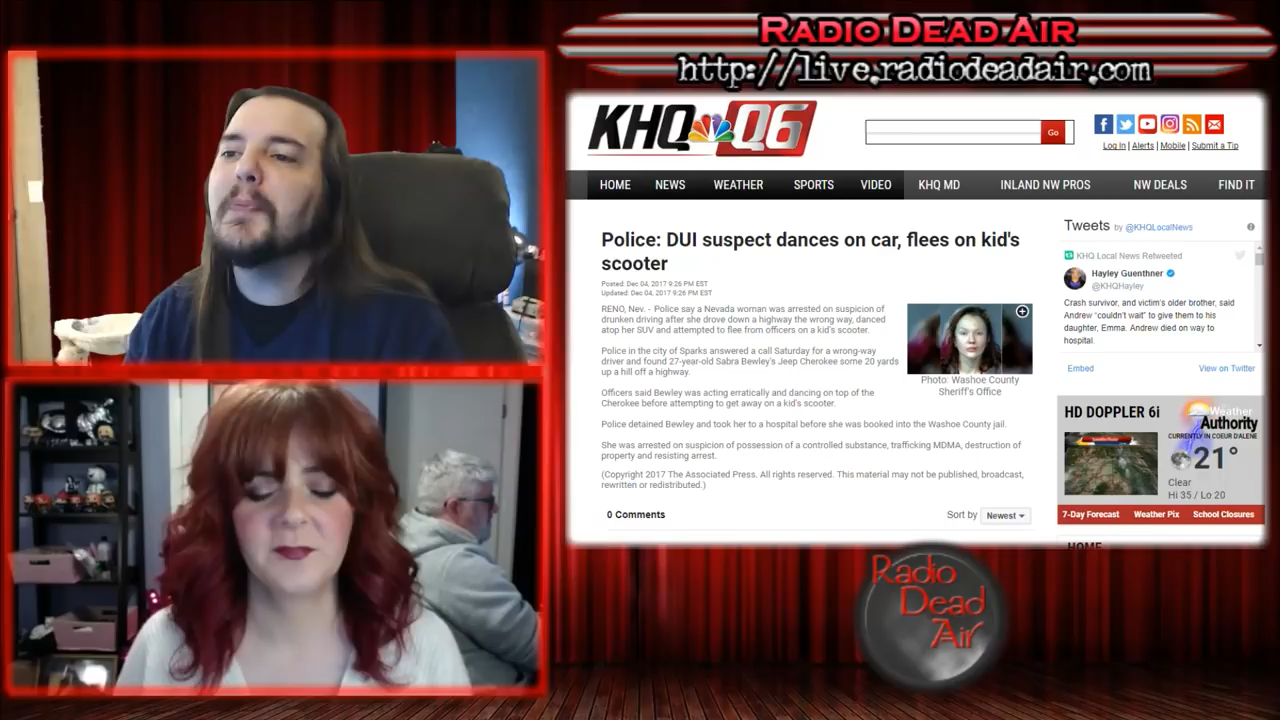 Radio Dead Air
http://live.radiodeadair.com
KHQ Q6
Go
Log In | Alerts | Mobile | Submit a Tip
HOME NEWS WEATHER SPORTS VIDEO KHQ MD INLAND NW PROS NW DEALS FIND IT
Police: DUI suspect dances on car, flees on kid's
scooter
Posted: Dec 04, 2017 9:26 PM EST
Updated: Dec 04, 2017 9:26 PM EST
RENO, Nev. - Police say a Nevada woman was arrested on suspicion of
drunken driving after she drove down a highway the wrong way, danced
atop her SUV and attempted to flee from officers on a kid's scooter.
Police in the city of Sparks answered a call Saturday for a wrong-way
driver and found 27-year-old Sabra Bewley's Jeep Cherokee some 20 yards
up a hill off a highway.
Officers said Bewley was acting erratically and dancing on top of the
Cherokee before attempting to get away on a kid's scooter.
Police detained Bewley and took her to a hospital before she was booked into the Washoe County jail.
She was arrested on suspicion of possession of a controlled substance, trafficking MDMA, destruction of
property and resisting arrest.
(Copyright 2017 The Associated Press. All rights reserved. This material may not be published, broadcast,
rewritten or redistributed.)
Photo: Washoe County
Sheriff's Office
0 Comments
Sort by Newest
Tweets by @KHQLocalNews
KHQ Local News Retweeted
Hayley Guenthner
@KHQHayley
Crash survivor, and victim's older brother, said
Andrew "couldn't wait" to give them to his
daughter, Emma. Andrew died on way to
hospital.
Embed
View on Twitter
HD DOPPLER 6i
Weather
Authority
CURRENTLY IN COEUR D'ALENE
21°
Clear
Hi 35 / Lo 20
7-Day Forecast Weather Pix School Closures
HOME
Radio
Dead
Air